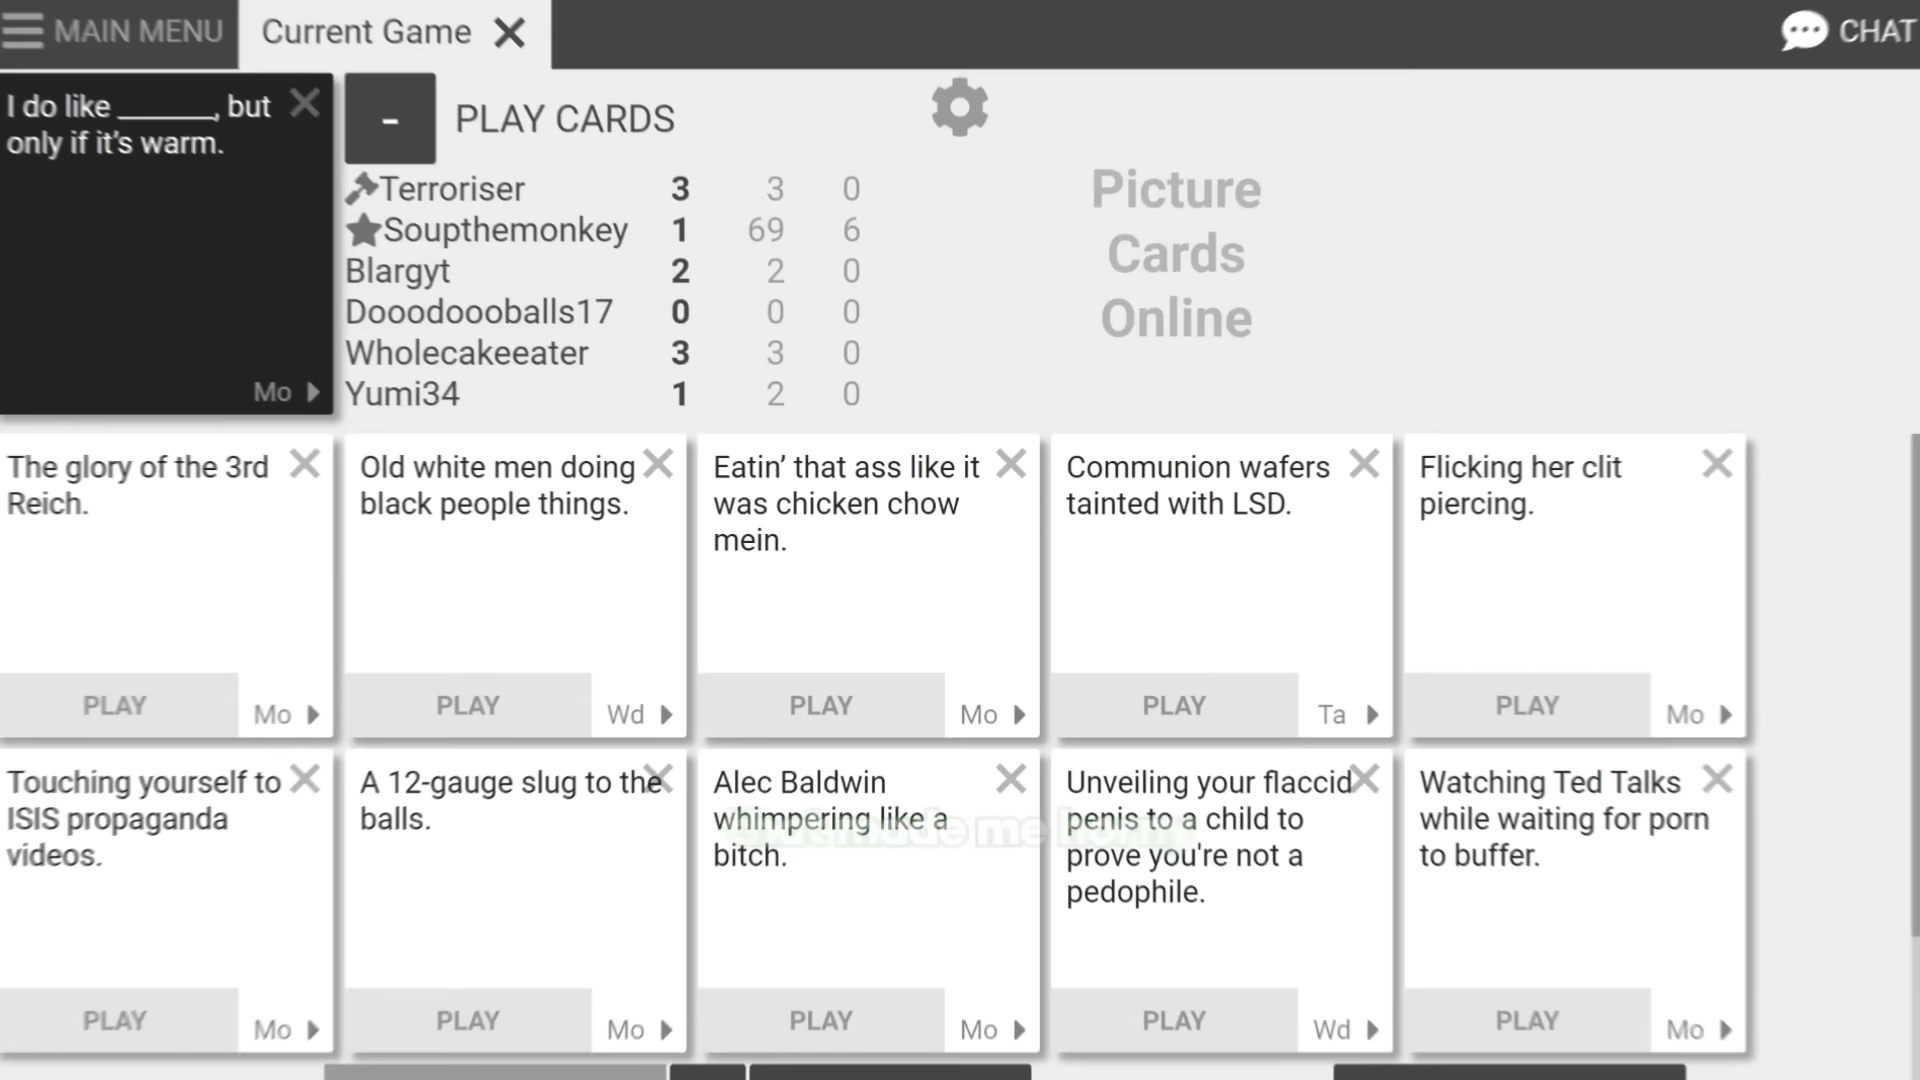 MAIN MENU
Current Game
CHAT
I do like ______, but
only if it's warm.
Mo
-
PLAY CARDS
Terroriser 3 3 0
Soupthemonkey 1 69 6
Blargyt 2 2 0
Dooodoooballs17 0 0 0
Wholecakeeater 3 3 0
Yumi34 1 2 0
Picture
Cards
Online
The glory of the 3rd
Reich.
PLAY
Mo
Old white men doing
black people things.
PLAY
Wd
Eatin’ that ass like it
was chicken chow
mein.
PLAY
Mo
Communion wafers
tainted with LSD.
PLAY
Ta
Flicking her clit
piercing.
PLAY
Mo
Touching yourself to
ISIS propaganda
videos.
PLAY
Mo
A 12-gauge slug to the
balls.
PLAY
Mo
Alec Baldwin
whimpering like a
bitch.
PLAY
Mo
Unveiling your flaccid
penis to a child to
prove you're not a
pedophile.
PLAY
Wd
Watching Ted Talks
while waiting for porn
to buffer.
PLAY
Mo
made me